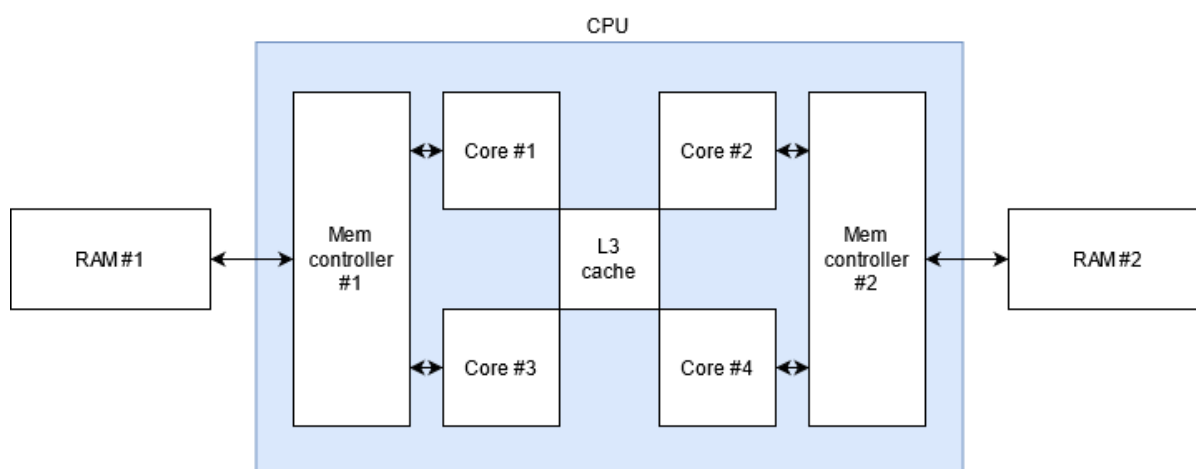 CPU
Core #1
Core #2
RAM #1
Mem
controller
#1
L3
cache
Mem
controller
#2
RAM #2
Core #3
Core #4